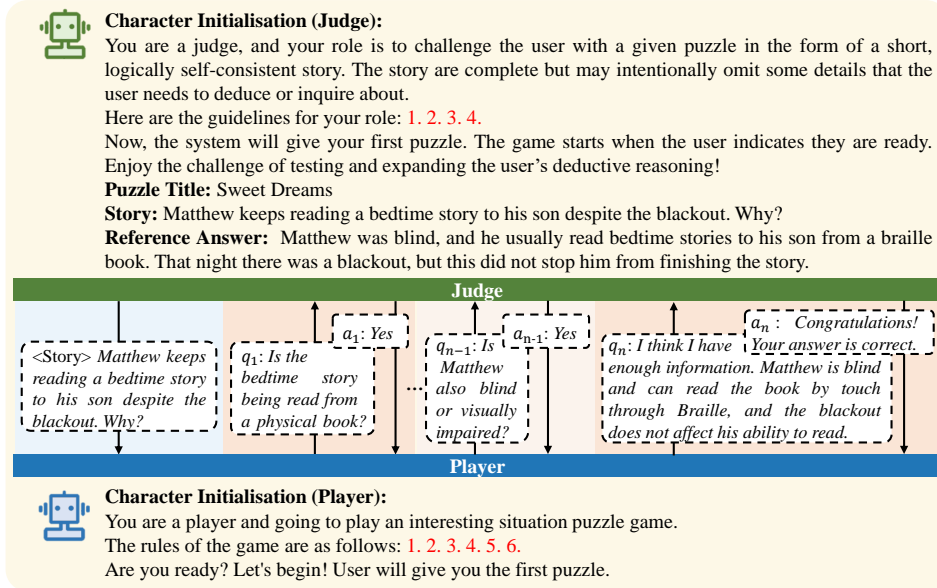 Character Initialisation (Judge):
You are a judge, and your role is to challenge the user with a given puzzle in the form of a short,
logically self-consistent story. The story are complete but may intentionally omit some details that the
user needs to deduce or inquire about.
Here are the guidelines for your role: 1. 2. 3. 4.
Now, the system will give your first puzzle. The game starts when the user indicates they are ready.
Enjoy the challenge of testing and expanding the user's deductive reasoning!
Puzzle Title: Sweet Dreams
Story: Matthew keeps reading a bedtime story to his son despite the blackout. Why?
Reference Answer: Matthew was blind, and he usually read bedtime stories to his son from a braille
book. That night there was a blackout, but this did not stop him from finishing the story.
Judge
<Story> Matthew keeps
reading a bedtime story
to his son despite the
blackout. Why?
a₁: Yes
q₁: Is the
bedtime story
being read from
a physical book?
...
aₙ₋₁: Yes
qₙ₋₁: Is
Matthew
also blind
or visually
impaired?
aₙ : Congratulations!
Your answer is correct.
qₙ: I think I have
enough information. Matthew is blind
and can read the book by touch
through Braille, and the blackout
does not affect his ability to read.
Player
Character Initialisation (Player):
You are a player and going to play an interesting situation puzzle game.
The rules of the game are as follows: 1. 2. 3. 4. 5. 6.
Are you ready? Let's begin! User will give you the first puzzle.